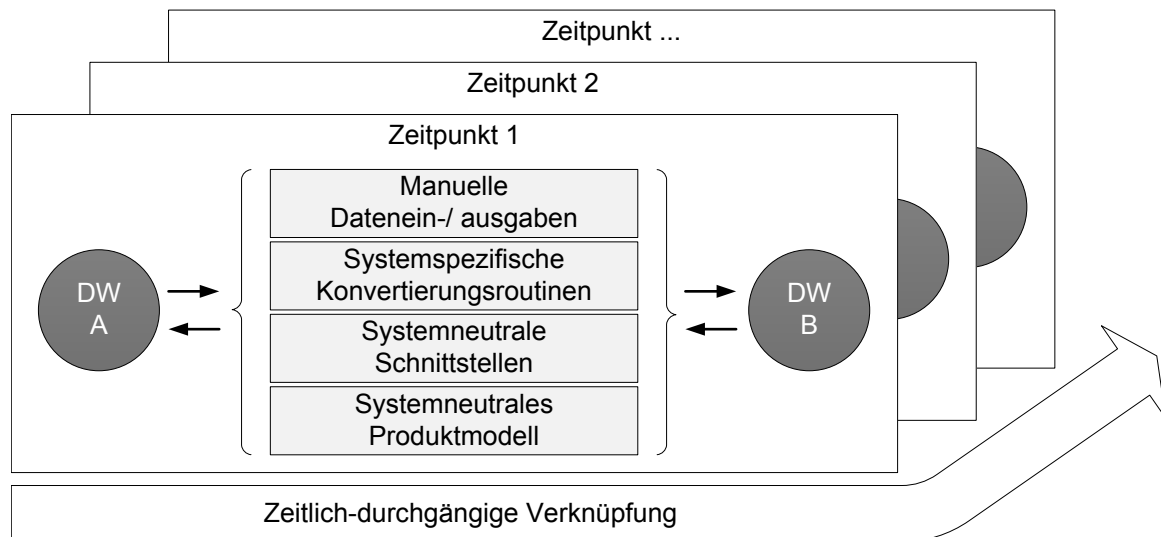 Zeitpunkt ...
Zeitpunkt 2
Zeitpunkt 1
Manuelle
Datenein-/ ausgaben
Systemspezifische
Konvertierungsroutinen
Systemneutrale
Schnittstellen
Systemneutrales
Produktmodell
DW
A
DW
B
Zeitlich-durchgängige Verknüpfung